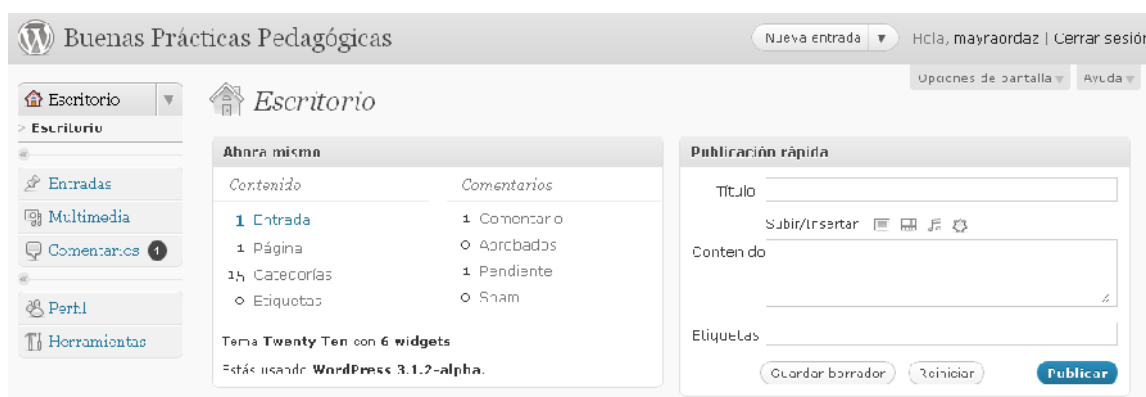 Buenas Prácticas Pedagógicas
Nueva entrada
Hola, mayraordaz | Cerrar sesión
Opciones de pantalla
Ayuda
Escritorio
> Escritorio
Escritorio
Entradas
Multimedia
Comentarios 1
Perfil
Herramientas
Ahora mismo
Contenido
Comentarios
1 Entrada
1 Comentario
1 Página
0 Aprobados
15 Categorías
1 Pendiente
0 Etiquetas
0 Spam
Tema Twenty Ten con 6 widgets
Estás usando WordPress 3.1.2-alpha.
Publicación rápida
Título
Subir/Insertar
Contenido
Etiquetas
Guardar borrador
Reiniciar
Publicar